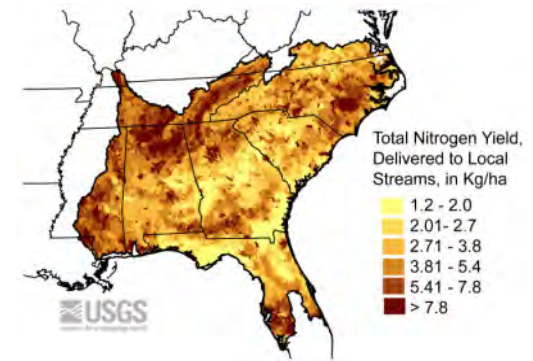 Total Nitrogen Yield,
Delivered to Local
Streams, in Kg/ha
1.2 - 2.0
2.01- 2.7
2.71 - 3.8
3.81 - 5.4
5.41 - 7.8
> 7.8
USGS